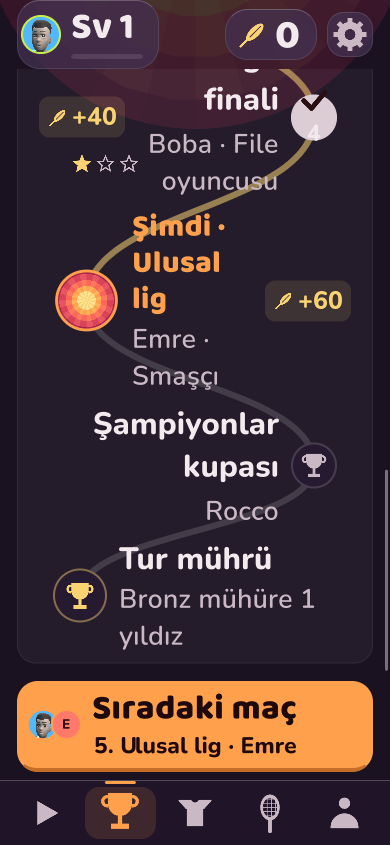 Sv 1
0
finali
+40
4
Boba · File
oyuncusu
Şimdi ·
Ulusal
lig
+60
Emre ·
Smaşçı
Şampiyonlar
kupası
Rocco
Tur mührü
Bronz mühüre 1
yıldız
Sıradaki maç
E
5. Ulusal lig · Emre